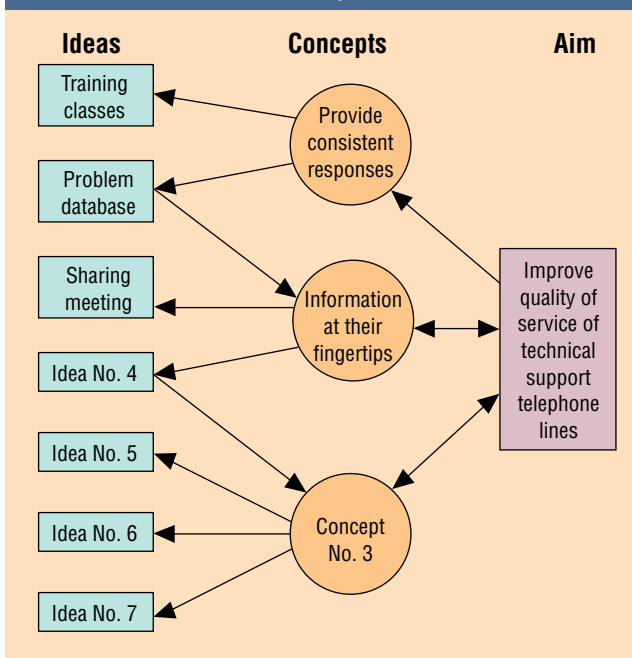 Ideas
Concepts
Aim
Training
classes
Problem
database
Sharing
meeting
Idea No. 4
Idea No. 5
Idea No. 6
Idea No. 7
Provide
consistent
responses
Information
at their
fingertips
Concept
No. 3
Improve
quality of
service of
technical
support
telephone
lines